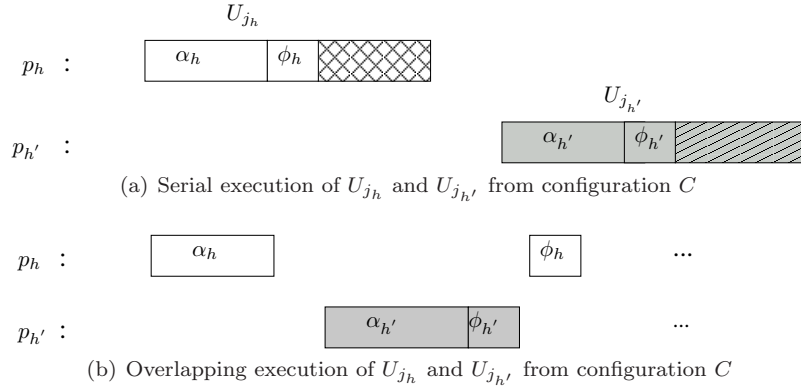 U_{j_h}
p_h : α_h ϕ_h
U_{j_{h'}}
p_{h'} : α_{h'} ϕ_{h'}
(a) Serial execution of U_{j_h} and U_{j_{h'}} from configuration C
p_h : α_h ϕ_h ...
p_{h'} : α_{h'} ϕ_{h'} ...
(b) Overlapping execution of U_{j_h} and U_{j_{h'}} from configuration C